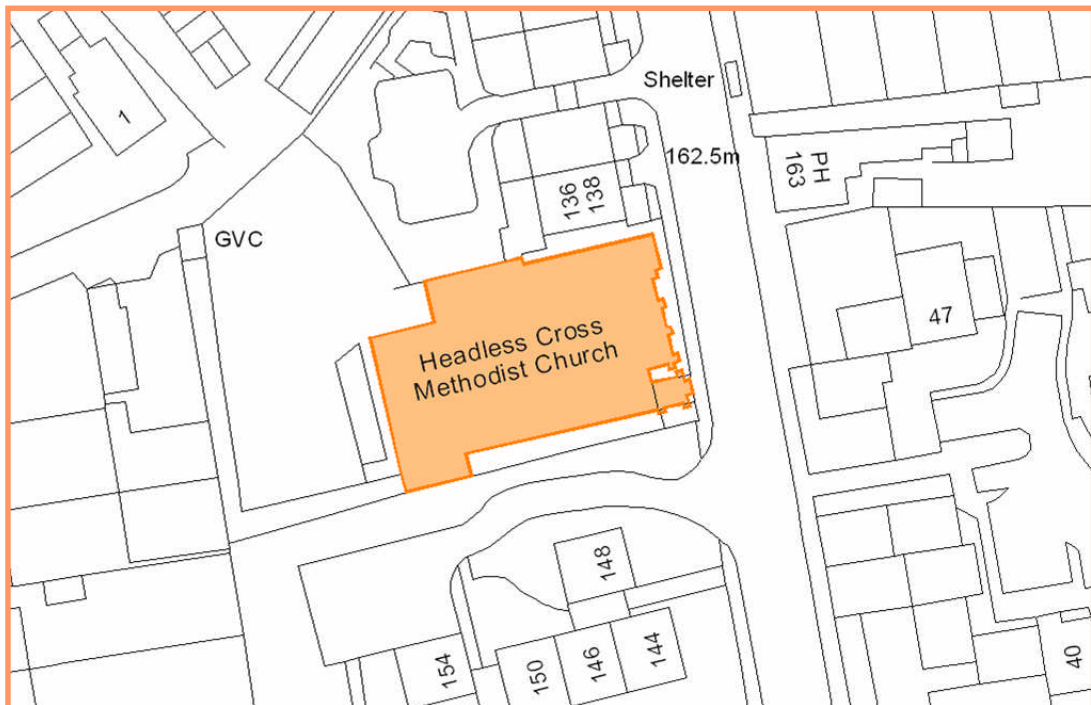 1
Shelter
162.5m
PH
163
136
138
GVC
Headless Cross
Methodist Church
47
148
154
150
146
144
40